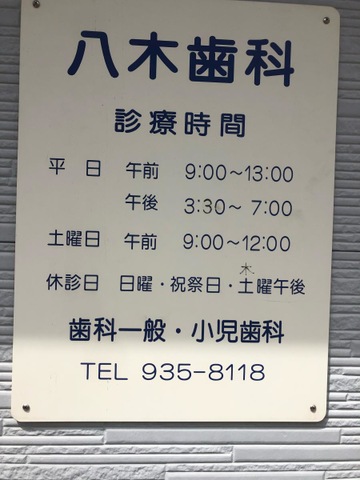 八木歯科
診療時間
平日 午前 9:00～13:00
午後 3:30～ 7:00
土曜日 午前 9:00～12:00
木
休診日 日曜・祝祭日・土曜午後
歯科一般・小児歯科
TEL 935-8118